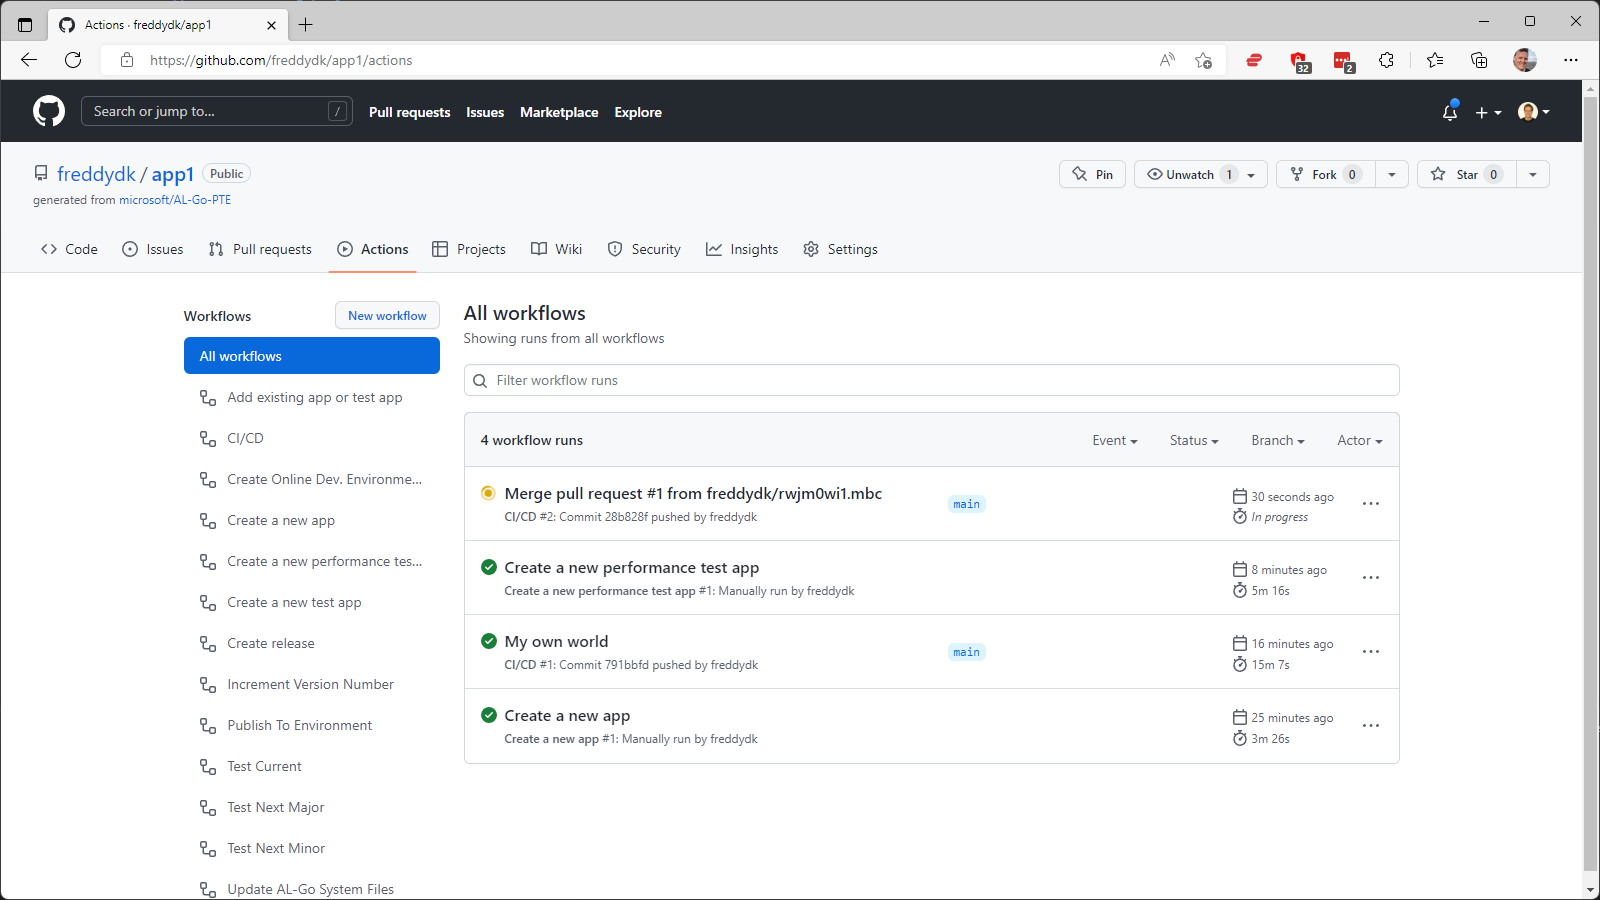 Actions · freddydk/app1
https://github.com/freddydk/app1/actions
32
2
Search or jump to...
/
Pull requests Issues Marketplace Explore
freddydk / app1 Public
generated from microsoft/AL-Go-PTE
Pin
Unwatch 1
Fork 0
Star 0
Code
Issues
Pull requests
Actions
Projects
Wiki
Security
Insights
Settings
Workflows
New workflow
All workflows
Add existing app or test app
CI/CD
Create Online Dev. Environme...
Create a new app
Create a new performance tes...
Create a new test app
Create release
Increment Version Number
Publish To Environment
Test Current
Test Next Major
Test Next Minor
Update AL-Go System Files
All workflows
Showing runs from all workflows
Filter workflow runs
4 workflow runs
Event
Status
Branch
Actor
Merge pull request #1 from freddydk/rwjm0wi1.mbc
CI/CD #2: Commit 28b828f pushed by freddydk
main
30 seconds ago
In progress
Create a new performance test app
Create a new performance test app #1: Manually run by freddydk
8 minutes ago
5m 16s
My own world
CI/CD #1: Commit 791bbfd pushed by freddydk
main
16 minutes ago
15m 7s
Create a new app
Create a new app #1: Manually run by freddydk
25 minutes ago
3m 26s